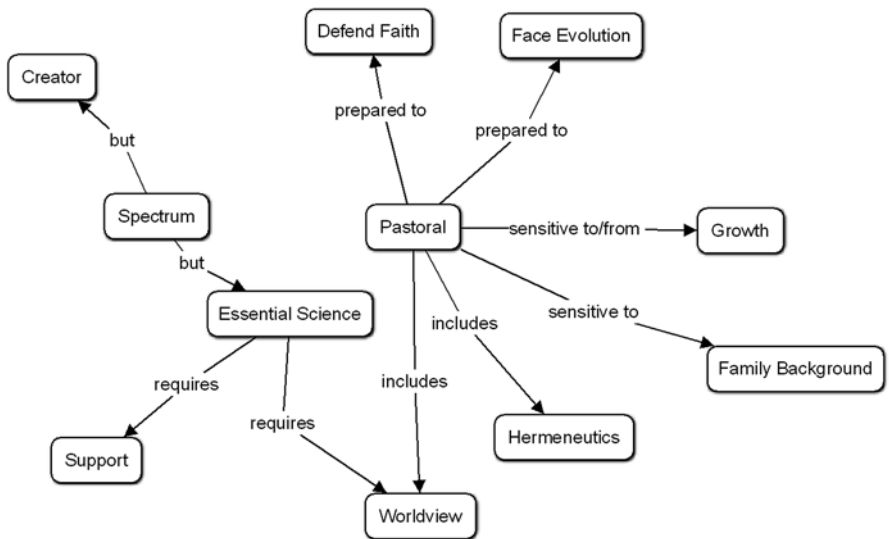 Defend Faith
Face Evolution
Creator
prepared to
prepared to
but
Spectrum
Pastoral
sensitive to/from
Growth
but
Essential Science
includes
sensitive to
Family Background
requires
includes
requires
Hermeneutics
Support
Worldview